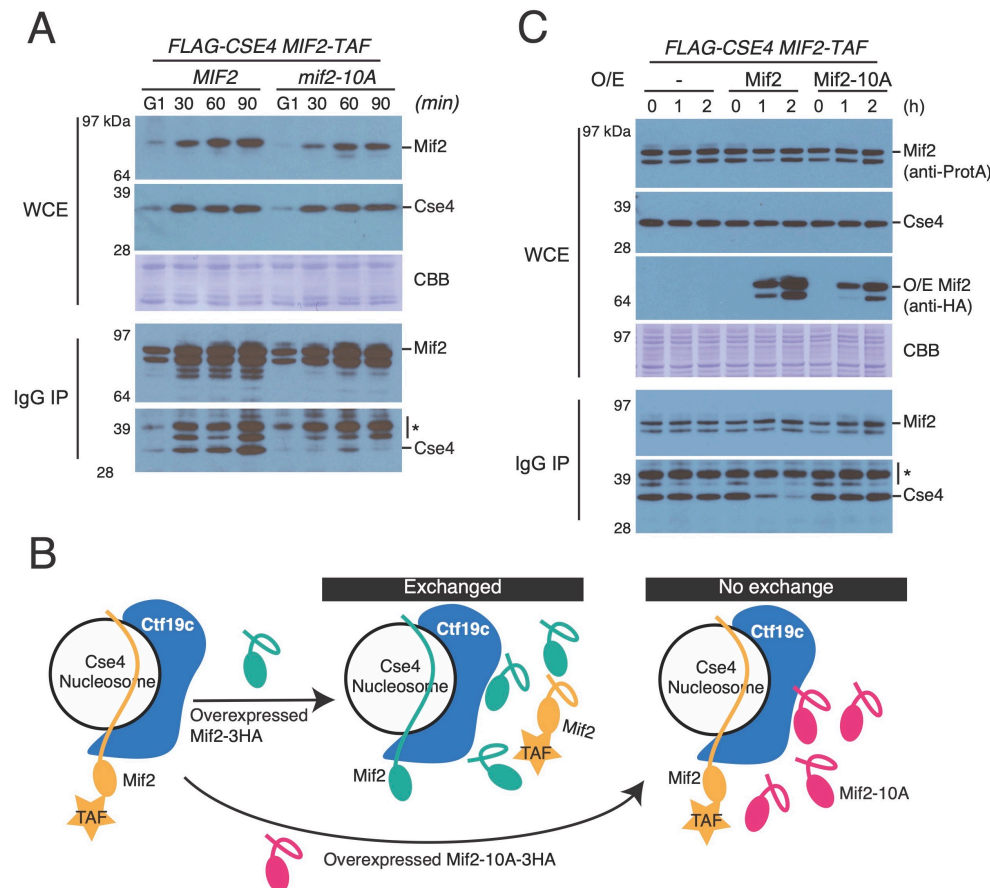 A
FLAG-CSE4 MIF2-TAF
MIF2 mif2-10A
G1 30 60 90 G1 30 60 90 (min)
97 kDa
Mif2
64
39
Cse4
28
WCE
CBB
97
Mif2
64
IgG IP
39
*
Cse4
28
C
FLAG-CSE4 MIF2-TAF
O/E - Mif2 Mif2-10A
0 1 2 0 1 2 0 1 2 (h)
97 kDa
Mif2
(anti-ProtA)
39
Cse4
28
WCE
O/E Mif2
(anti-HA)
64
97
CBB
97
Mif2
IgG IP
*
39
Cse4
28
B
Exchanged
No exchange
Ctf19c
Cse4
Nucleosome
Mif2
TAF
Overexpressed
Mif2-3HA
Ctf19c
Cse4
Nucleosome
Mif2
Mif2
TAF
Ctf19c
Cse4
Nucleosome
Mif2
TAF
Mif2-10A
Overexpressed Mif2-10A-3HA